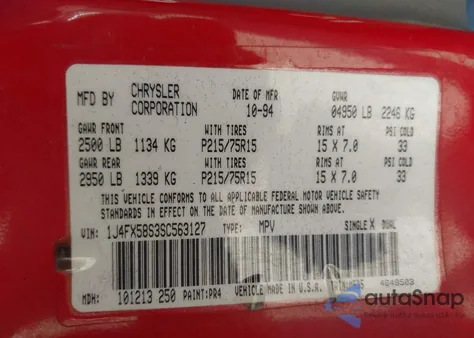 MFD BY CHRYSLER CORPORATION DATE OF MFR 10-94 GVWR 04950 LB 2246 KG
GAWR FRONT WITH TIRES RIMS AT PSI COLD
2500 LB 1134 KG P215/75R15 15 X 7.0 33
GAWR REAR WITH TIRES RIMS AT PSI COLD
2950 LB 1339 KG P215/75R15 15 X 7.0 33
THIS VEHICLE CONFORMS TO ALL APPLICABLE FEDERAL MOTOR VEHICLE SAFETY
STANDARDS IN EFFECT ON THE DATE OF MANUFACTURE SHOWN ABOVE.
VIN: 1J4FX58S3SC563127 TYPE: MPV SINGLE X DUAL
MDH: 101213 250 PAINT:PR4 VEHICLE MADE IN U.S.A.
autoSnap